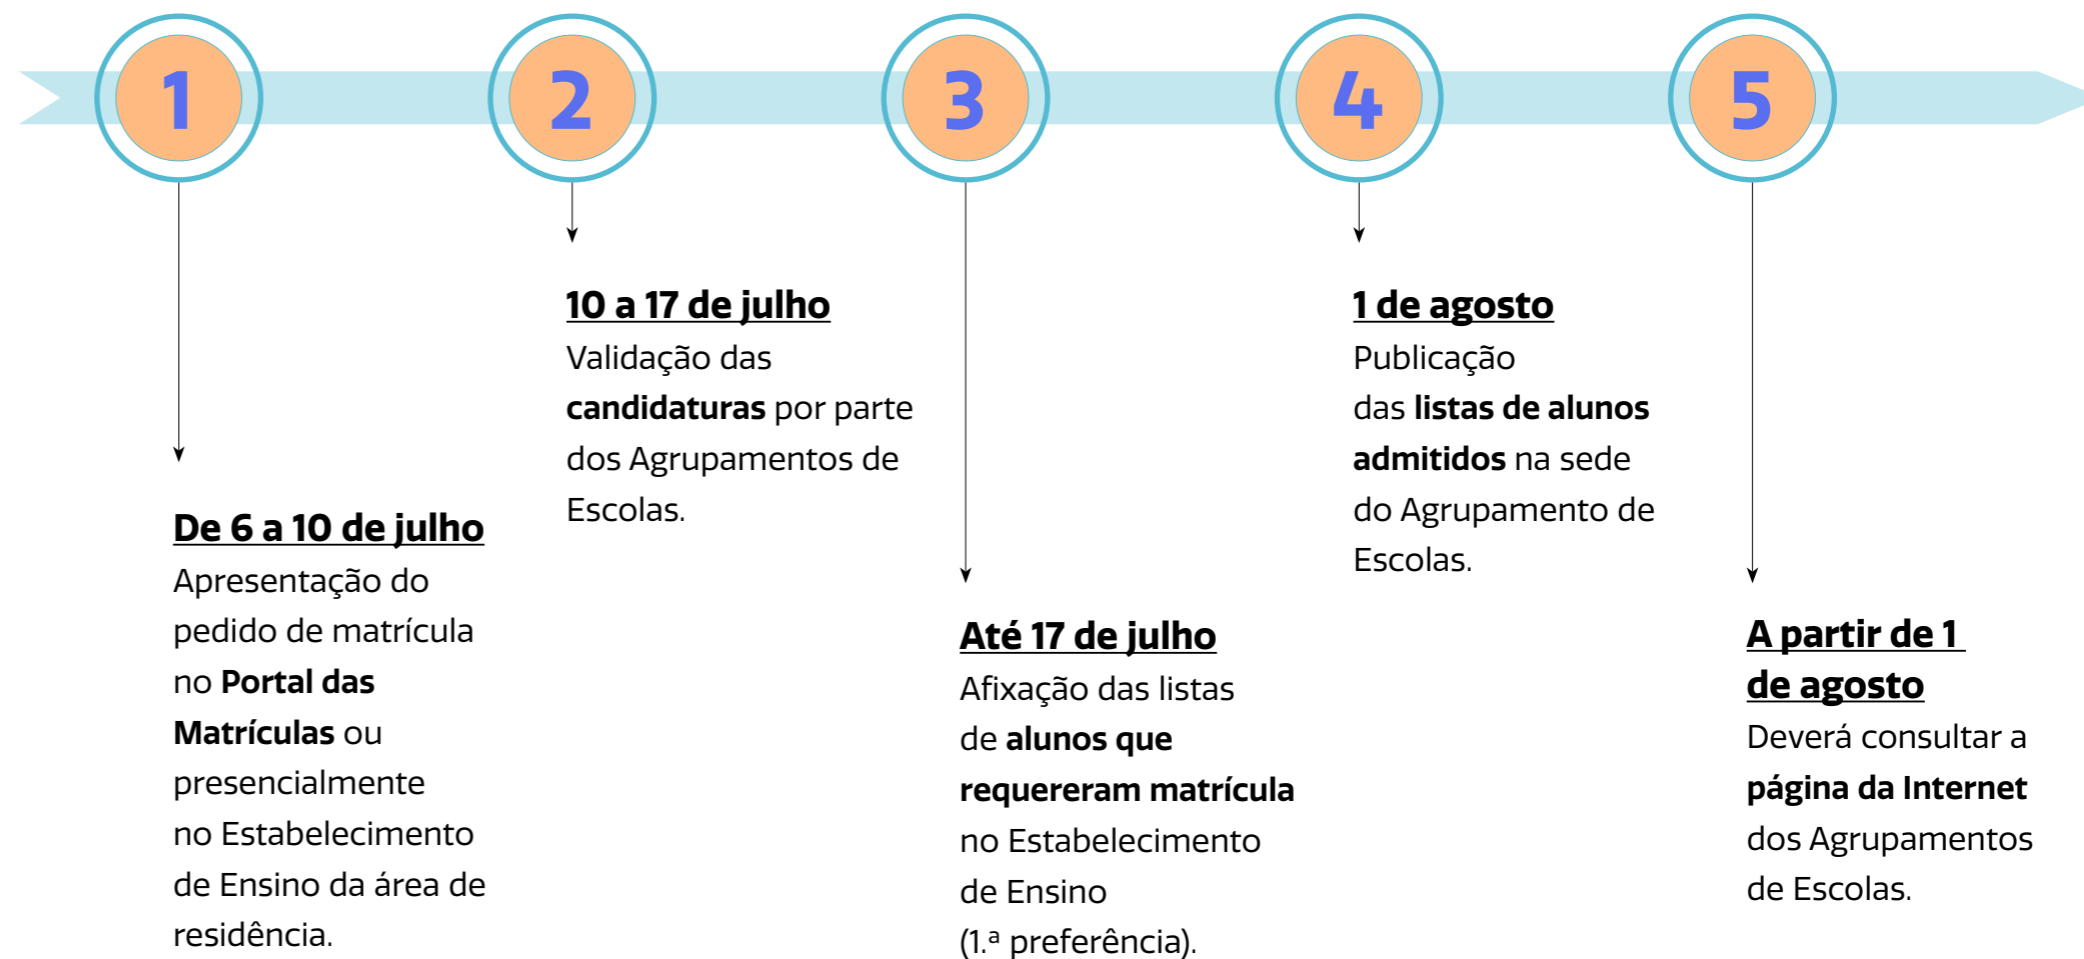 1
2
3
4
5
De 6 a 10 de julho
Apresentação do
pedido de matrícula
no Portal das
Matrículas ou
presencialmente
no Estabelecimento
de Ensino da área de
residência.
10 a 17 de julho
Validação das
candidaturas por parte
dos Agrupamentos de
Escolas.
Até 17 de julho
Afixação das listas
de alunos que
requereram matrícula
no Estabelecimento
de Ensino
(1.ª preferência).
1 de agosto
Publicação
das listas de alunos
admitidos na sede
do Agrupamento de
Escolas.
A partir de 1
de agosto
Deverá consultar a
página da Internet
dos Agrupamentos
de Escolas.